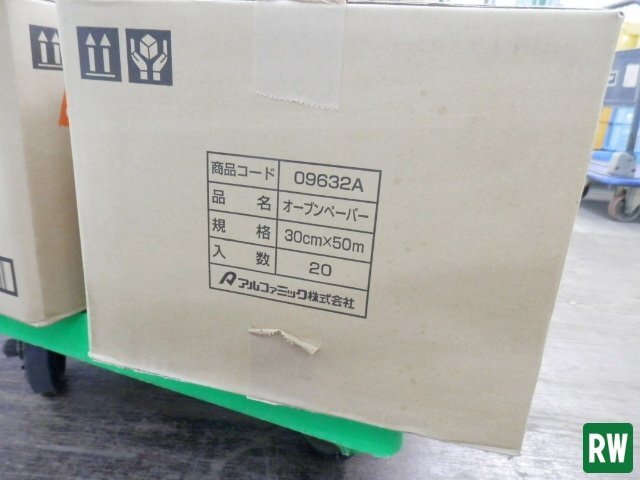 商品コード 09632A
品 名 オーブンペーパー
規 格 30cm×50m
入 数 20
アルファミック株式会社
RW